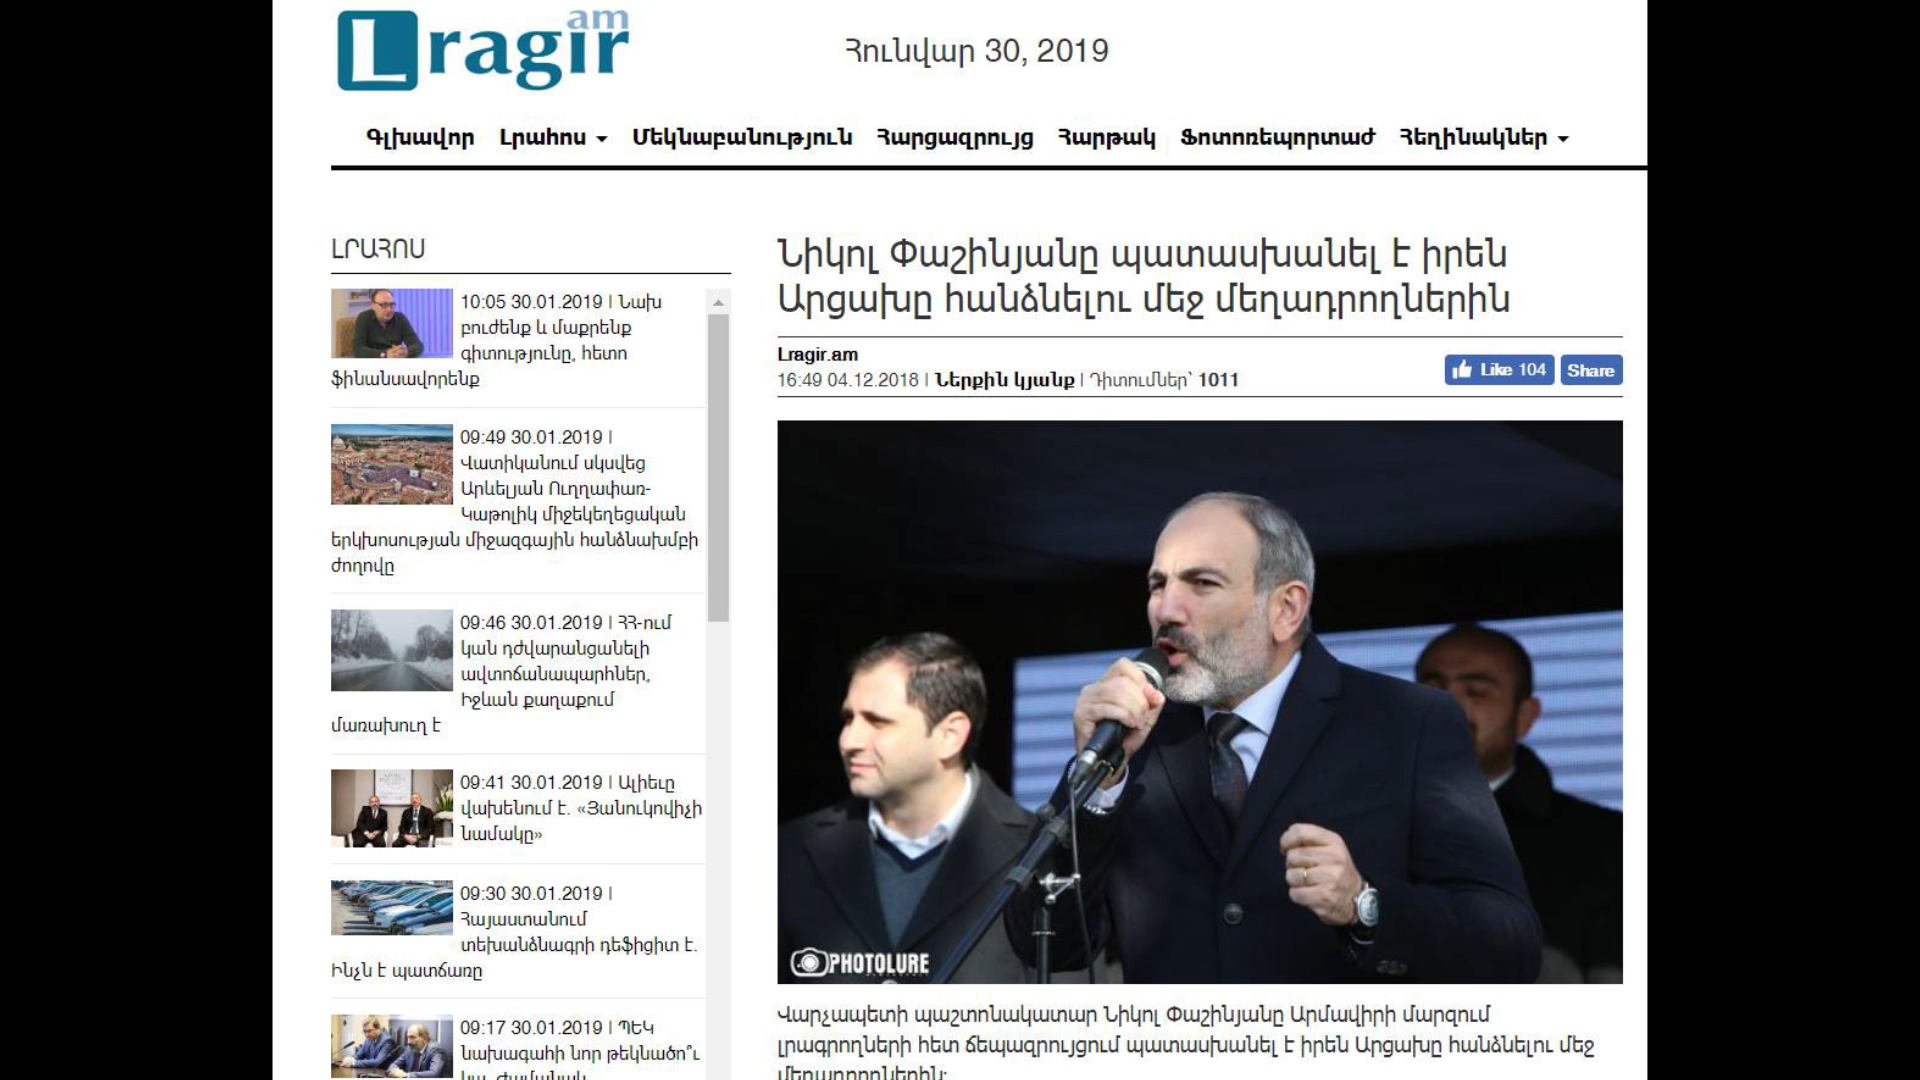 Lragir am
Հունվար 30, 2019
Գլխավոր Լրահոս Մեկնաբանություն Հարցազրույց Հարթակ Ֆոտոռեպորտաժ Հեղինակներ
ԼՐԱՀՈՍ
10:05 30.01.2019 | Նախ
բուժենք և մաքրենք
գիտությունը, հետո
ֆինանսավորենք
09:49 30.01.2019 |
Վատիկանում սկսվեց
Արևելյան Ուղղափառ-
Կաթոլիկ միջեկեղեցական
երկխոսության միջազգային հանձնախմբի
ժողովը
09:46 30.01.2019 | ՀՀ-ում
կան դժվարանցանելի
ավտոճանապարհներ,
Իջևան քաղաքում
մառախուղ է
09:41 30.01.2019 | Ալիեւը
վախենում է. «Յանուկովիչի
նամակը»
09:30 30.01.2019 |
Հայաստանում
տեխանձնագրի դեֆիցիտ է.
Ինչն է պատճառը
09:17 30.01.2019 | ՊԵԿ
նախագահի նոր թեկնածո՞ւ
կա. Ժամանակ
Նիկոլ Փաշինյանը պատասխանել է իրեն
Արցախը հանձնելու մեջ մեղադրողներին
Lragir.am
16:49 04.12.2018 | Ներքին կյանք | Դիտումներ՝ 1011
Like 104 Share
PHOTOLURE
Վարչապետի պաշտոնակատար Նիկոլ Փաշինյանը Արմավիրի մարզում
լրագրողների հետ ճեպազրույցում պատասխանել է իրեն Արցախը հանձնելու մեջ
մեղադրողներին: